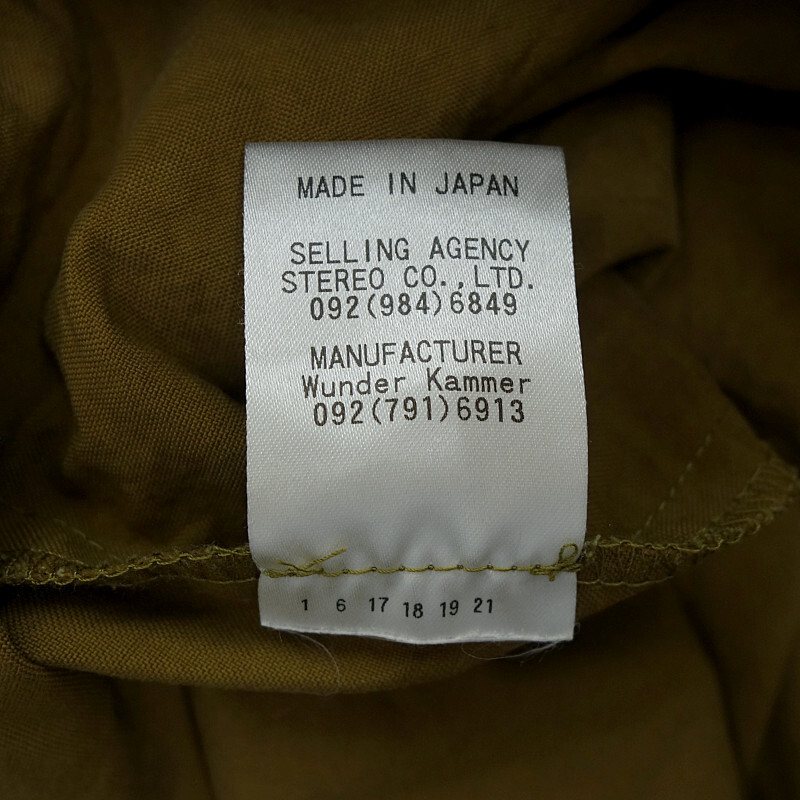 MADE IN JAPAN
SELLING AGENCY
STEREO CO.,LTD.
092(984)6849
MANUFACTURER
Wunder Kammer
092(791)6913
1 6 17 18 19 21